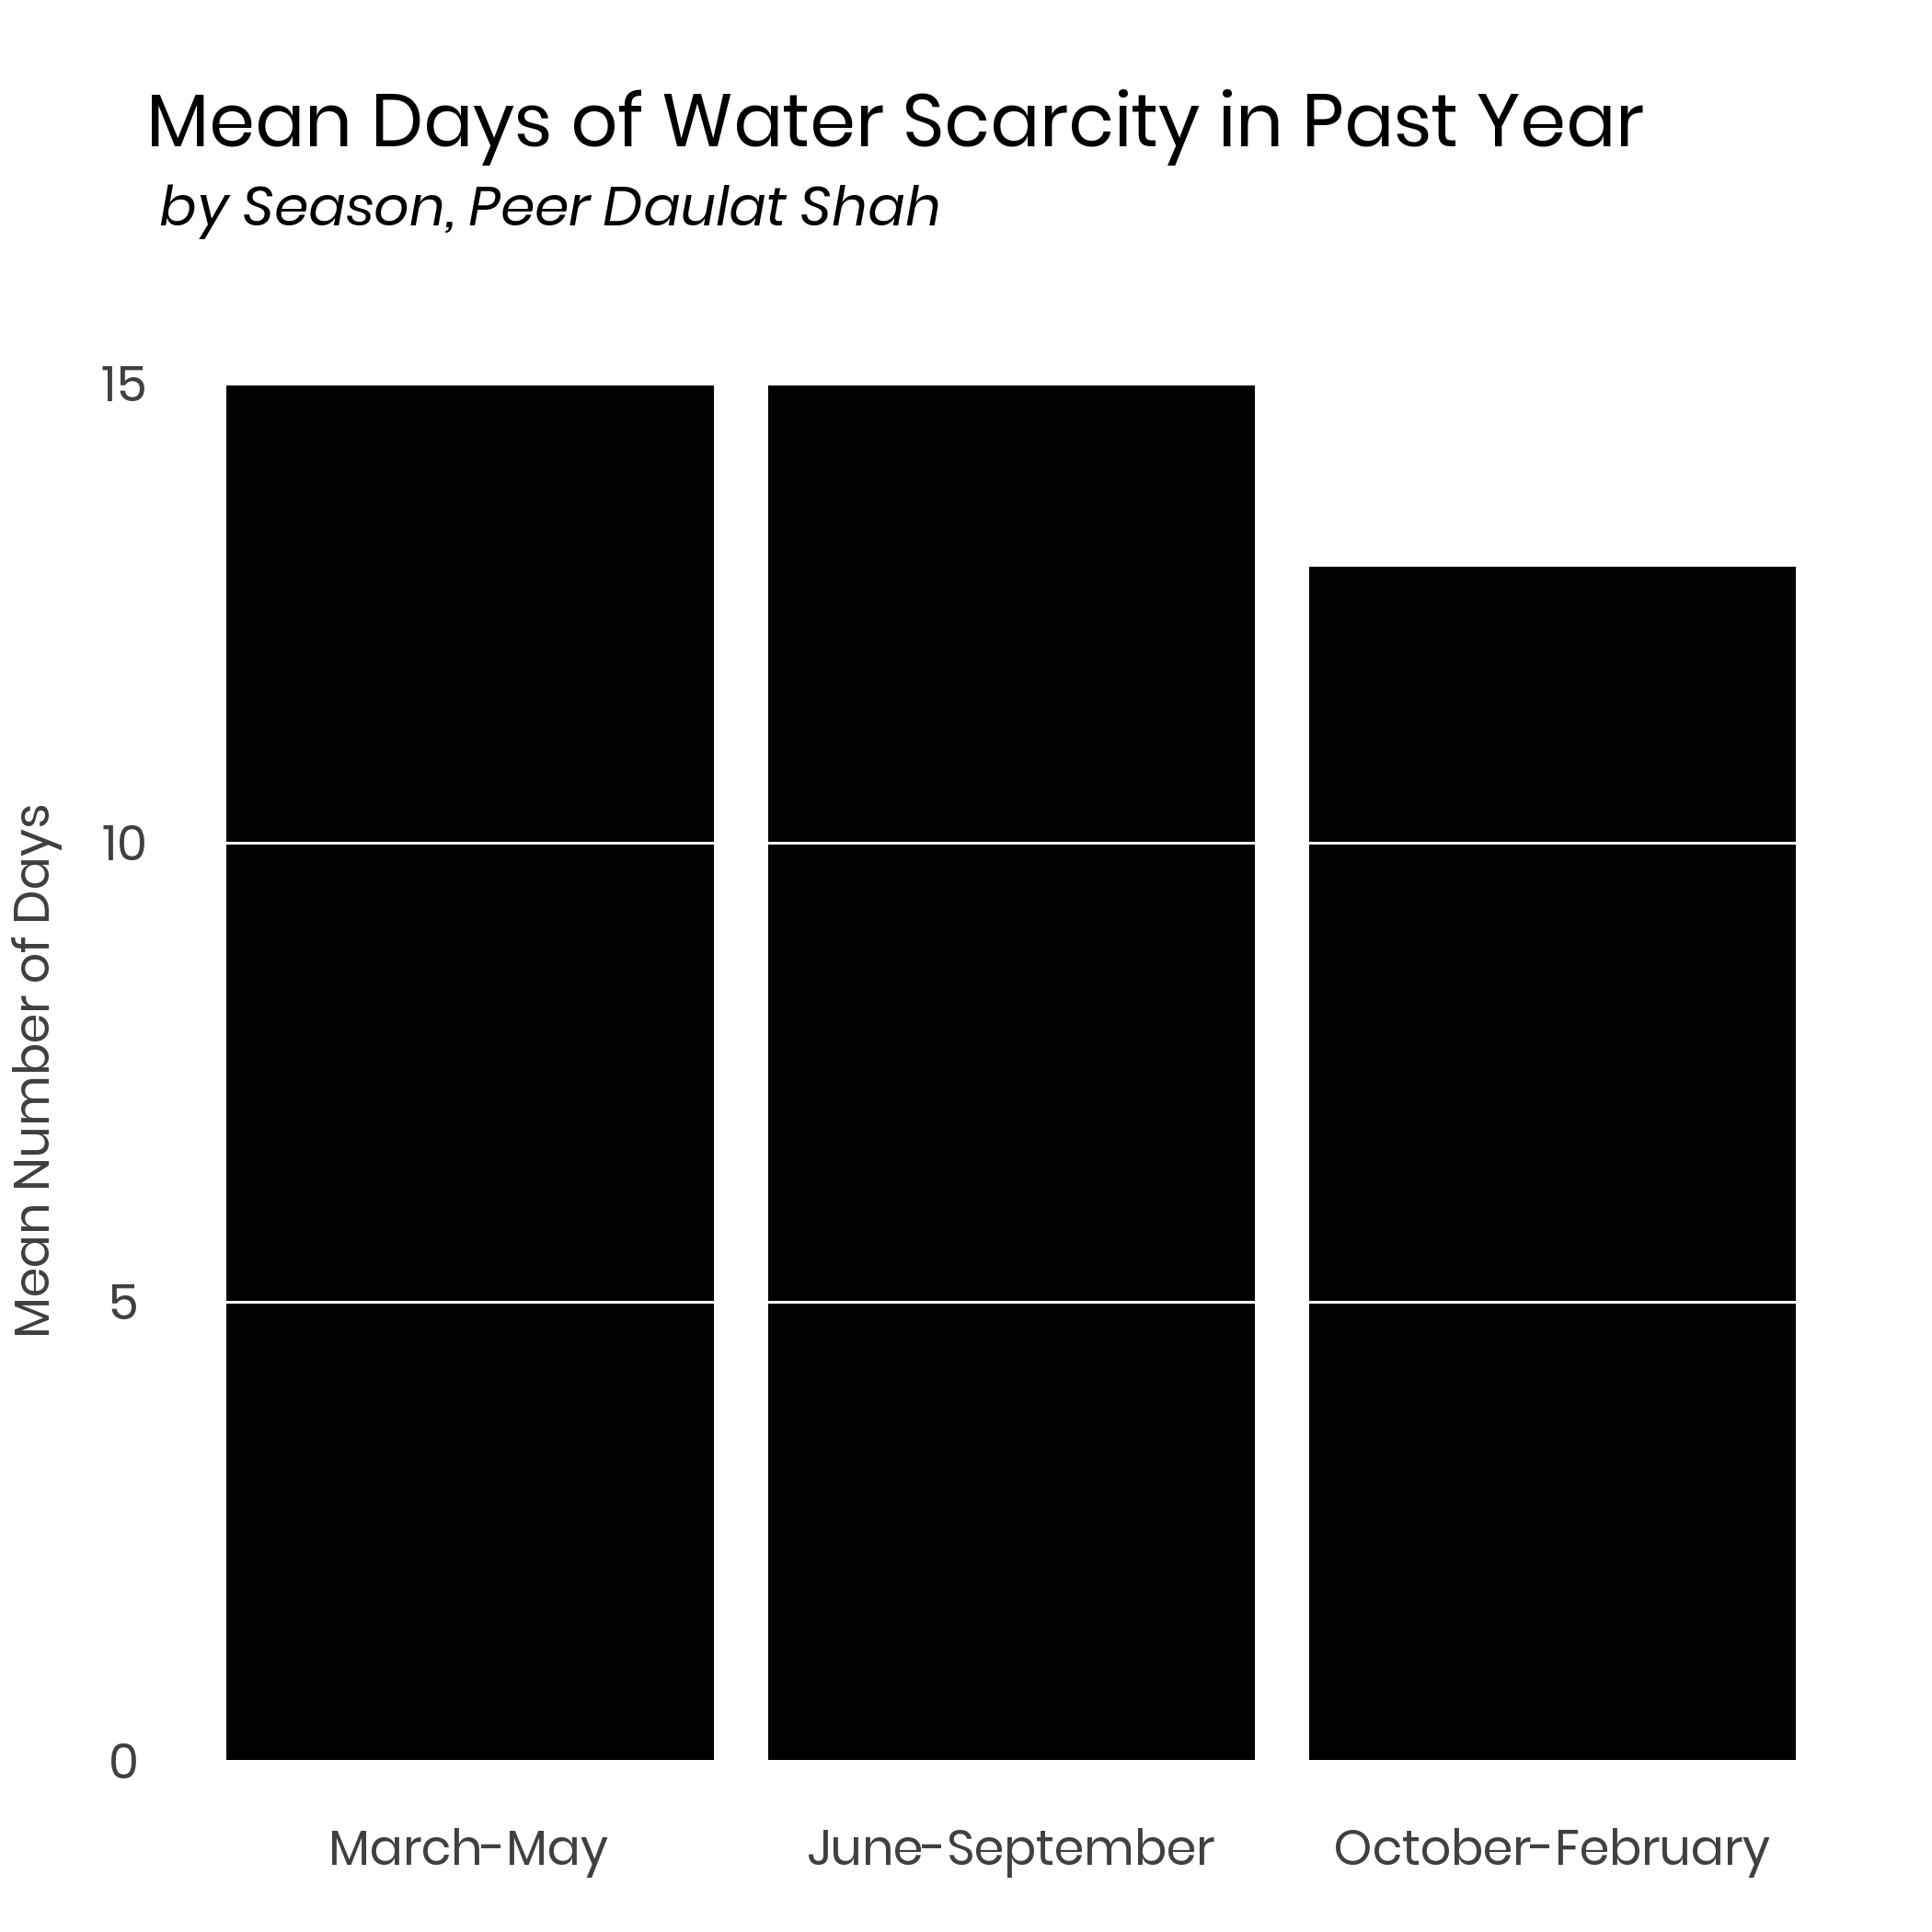 Mean Days of Water Scarcity in Past Year
by Season, Peer Daulat Shah
15
10
5
0
Mean Number of Days
March-May
June-September
October-February